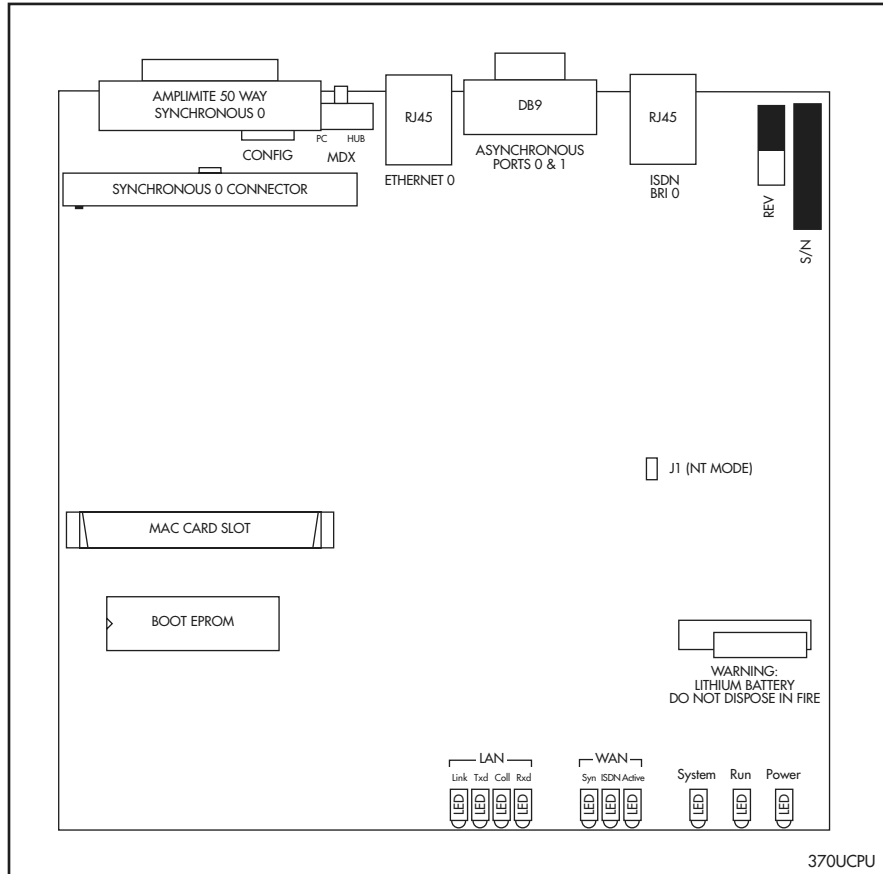 AMPLIMITE 50 WAY
SYNCHRONOUS 0
CONFIG
PC
HUB
MDX
RJ45
ETHERNET 0
DB9
ASYNCHRONOUS
PORTS 0 & 1
RJ45
ISDN
BRI 0
REV
S/N
SYNCHRONOUS 0 CONNECTOR
J1 (NT MODE)
MAC CARD SLOT
BOOT EPROM
WARNING:
LITHIUM BATTERY
DO NOT DISPOSE IN FIRE
LAN
Link Txd Coll Rxd
LED LED LED LED
WAN
Syn ISDN Active
LED LED LED
System Run Power
LED LED LED
370UCPU